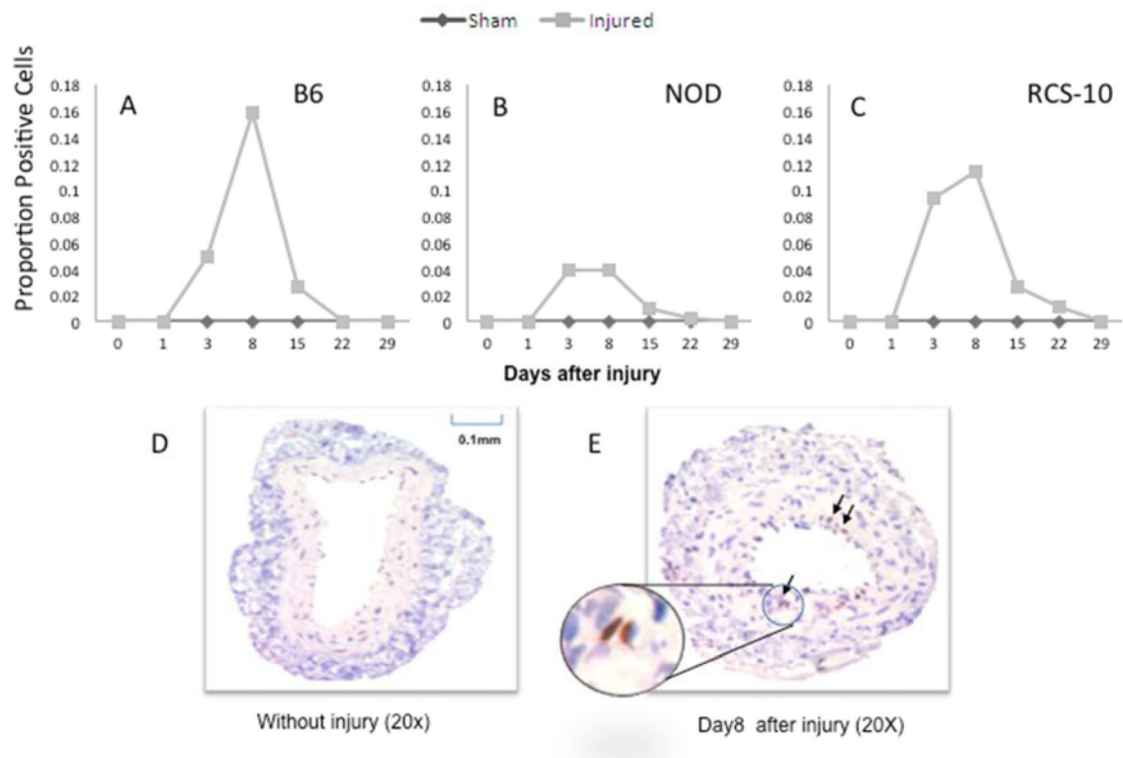 Sham Injured
Proportion Positive Cells
A B6
0.18
0.16
0.14
0.12
0.1
0.08
0.06
0.04
0.02
0
0 1 3 8 15 22 29
B NOD
0.18
0.16
0.14
0.12
0.1
0.08
0.06
0.04
0.02
0
0 1 3 8 15 22 29
C RCS-10
0.18
0.16
0.14
0.12
0.1
0.08
0.06
0.04
0.02
0
0 1 3 8 15 22 29
Days after injury
D
0.1mm
E
Without injury (20x)
Day8 after injury (20X)